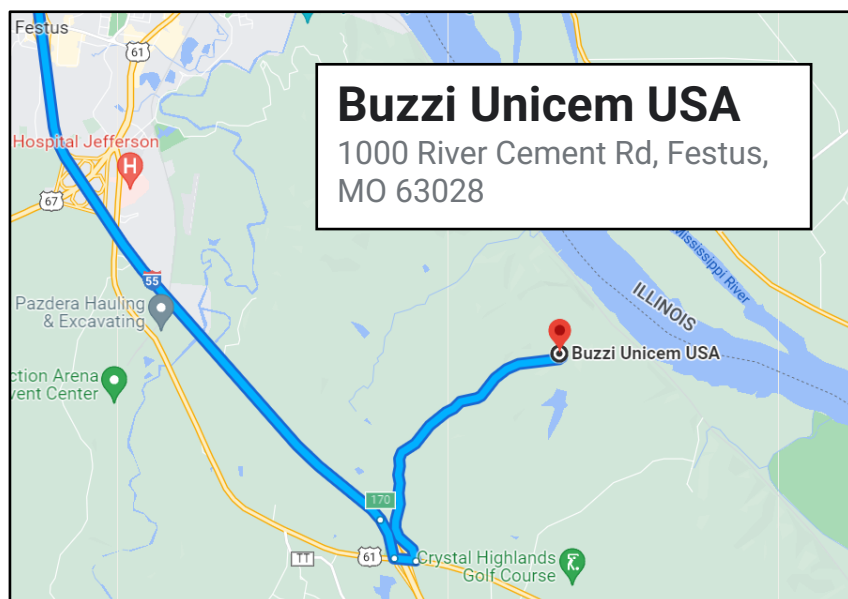 Festus
61
Buzzi Unicem USA
1000 River Cement Rd, Festus,
MO 63028
Hospital Jefferson
H
67
Mississippi River
55
ILLINOIS
Pazdera Hauling
& Excavating
Buzzi Unicem USA
ction Arena
vent Center
170
61
TT
Crystal Highlands
Golf Course